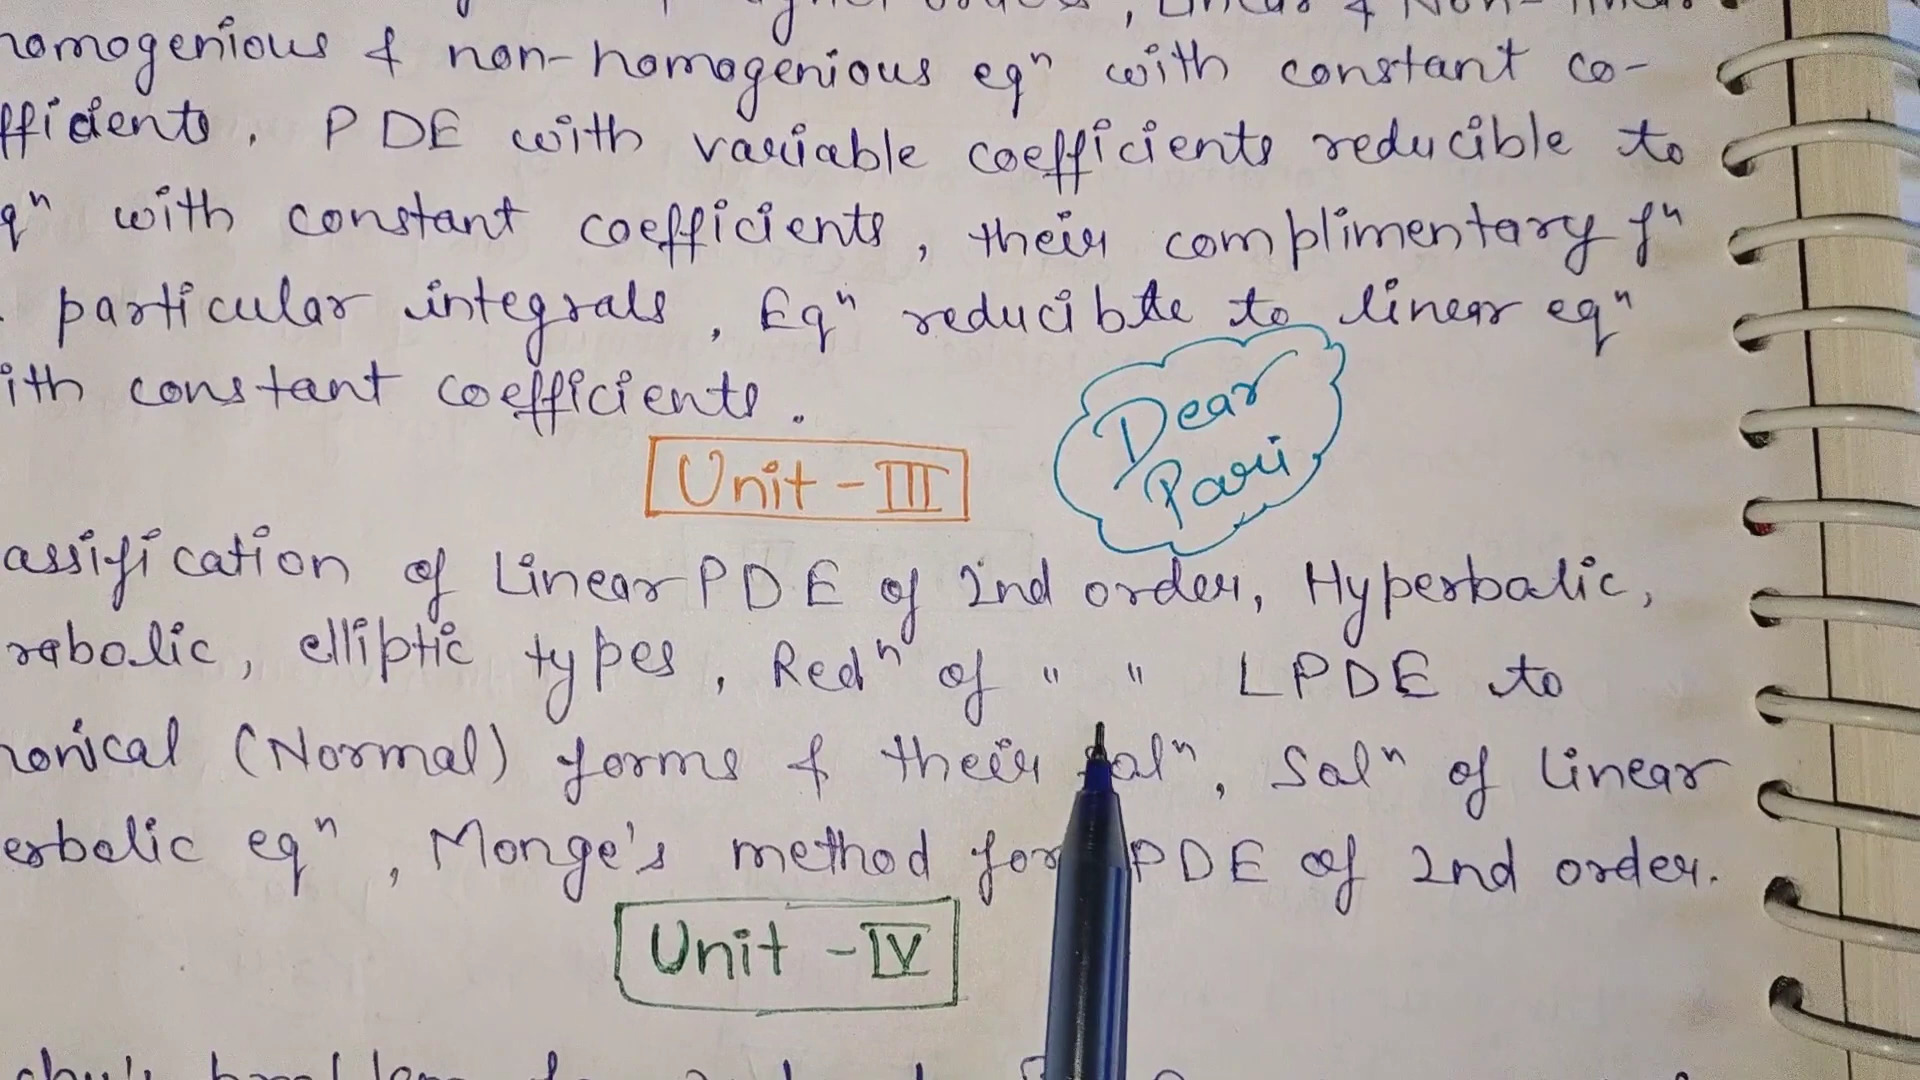 , Linear & Non-
homogenious & non-homogenious eqⁿ with constant co-
fficients. PDE with variable coefficients reducible to
qⁿ with constant coefficients, their complimentary fⁿ
particular integrals, Eqⁿ reducible to linear eqⁿ
ith constant coefficients.
Dear
Pari
Unit - III
assification of Linear PDE of 2nd order, Hyperbolic,
rabolic, elliptic types, Redⁿ of " " LPDE to
nonical (Normal) forms & their solⁿ, Solⁿ of linear
erbolic eqⁿ, Monge's method for PDE of 2nd order.
Unit - IV